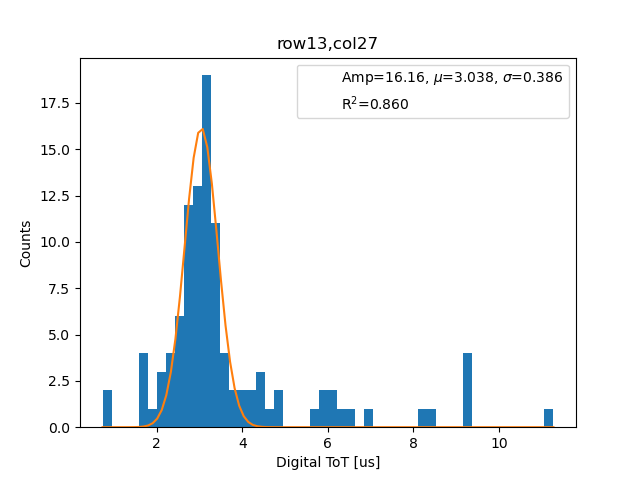 row13,col27
Amp=16.16, μ=3.038, σ=0.386
R²=0.860
17.5
15.0
12.5
10.0
7.5
5.0
2.5
0.0
Counts
2 4 6 8 10
Digital ToT [us]